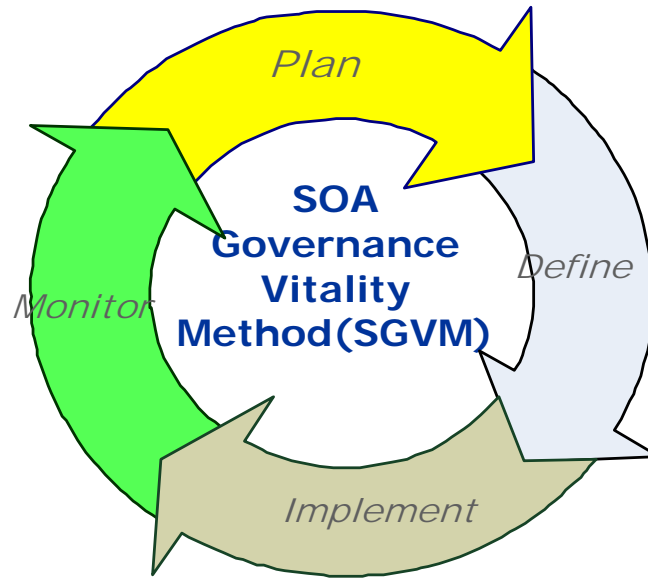 Plan
SOA
Governance
Vitality
Method(SGVM)
Define
Monitor
Implement